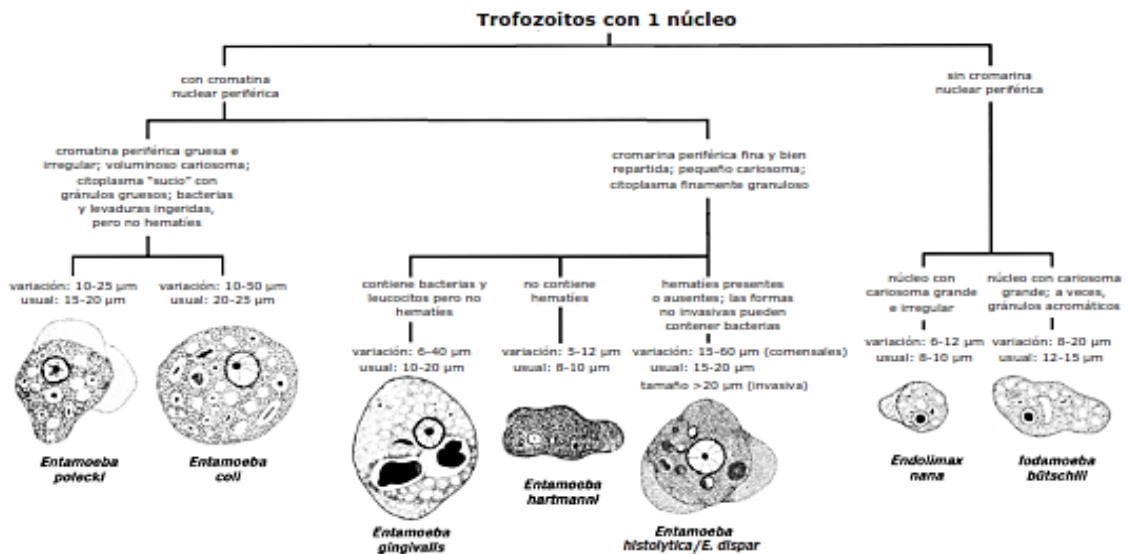 Trofozoitos con 1 núcleo
con cromatina
nuclear periférica
sin cromarina
nuclear periférica
cromatina periférica gruesa e
irregular; voluminoso cariosoma;
citoplasma "sucio" con
gránulos gruesos; bacterias
y levaduras ingeridas,
pero no hematíes
cromarina periférica fina y bien
repartida; pequeño cariosoma;
citoplasma finamente granuloso
variación: 10-25 µm
usual: 15-20 µm
variación: 10-50 µm
usual: 20-25 µm
contiene bacterias y
leucocitos pero no
hematíes
variación: 6-40 µm
usual: 10-20 µm
no contiene
hematíes
variación: 5-12 µm
usual: 8-10 µm
hematíes presentes
o ausentes; las formas
no invasivas pueden
contener bacterias
variación: 15-60 µm (comensales)
usual: 15-20 µm
tamaño >20 µm (invasiva)
núcleo con
cariosoma grande
e irregular
variación: 6-12 µm
usual: 8-10 µm
núcleo con cariosoma
grande; a veces,
gránulos acromáticos
variación: 8-20 µm
usual: 12-15 µm
Entamoeba
polecki
Entamoeba
coli
Entamoeba
gingivalis
Entamoeba
hartmanni
Entamoeba
histolytica/E. dispar
Endolimax
nana
Iodamoeba
bütschlii